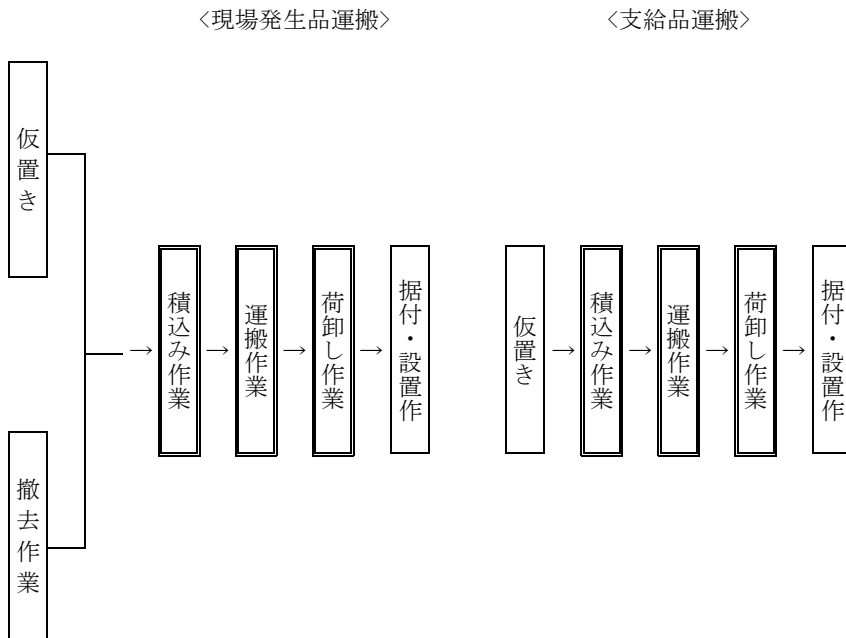 <現場発生品運搬>
<支給品運搬>
仮置き
撤去作業
→
積込み作業
→
運搬作業
→
荷卸し作業
→
据付・設置作
仮置き
→
積込み作業
→
運搬作業
→
荷卸し作業
→
据付・設置作